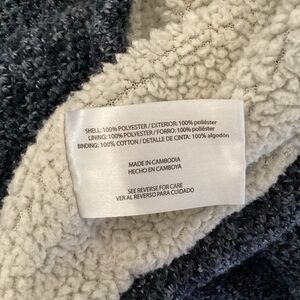 SHELL: 100% POLYESTER / EXTERIOR: 100% poliéster
LINING: 100% POLYESTER / FORRO: 100% poliéster
BINDING: 100% COTTON / DETALLE DE CINTA: 100% algodón
MADE IN CAMBODIA
HECHO EN CAMBOYA
SEE REVERSE FOR CARE
VER AL REVERSO PARA CUIDADO